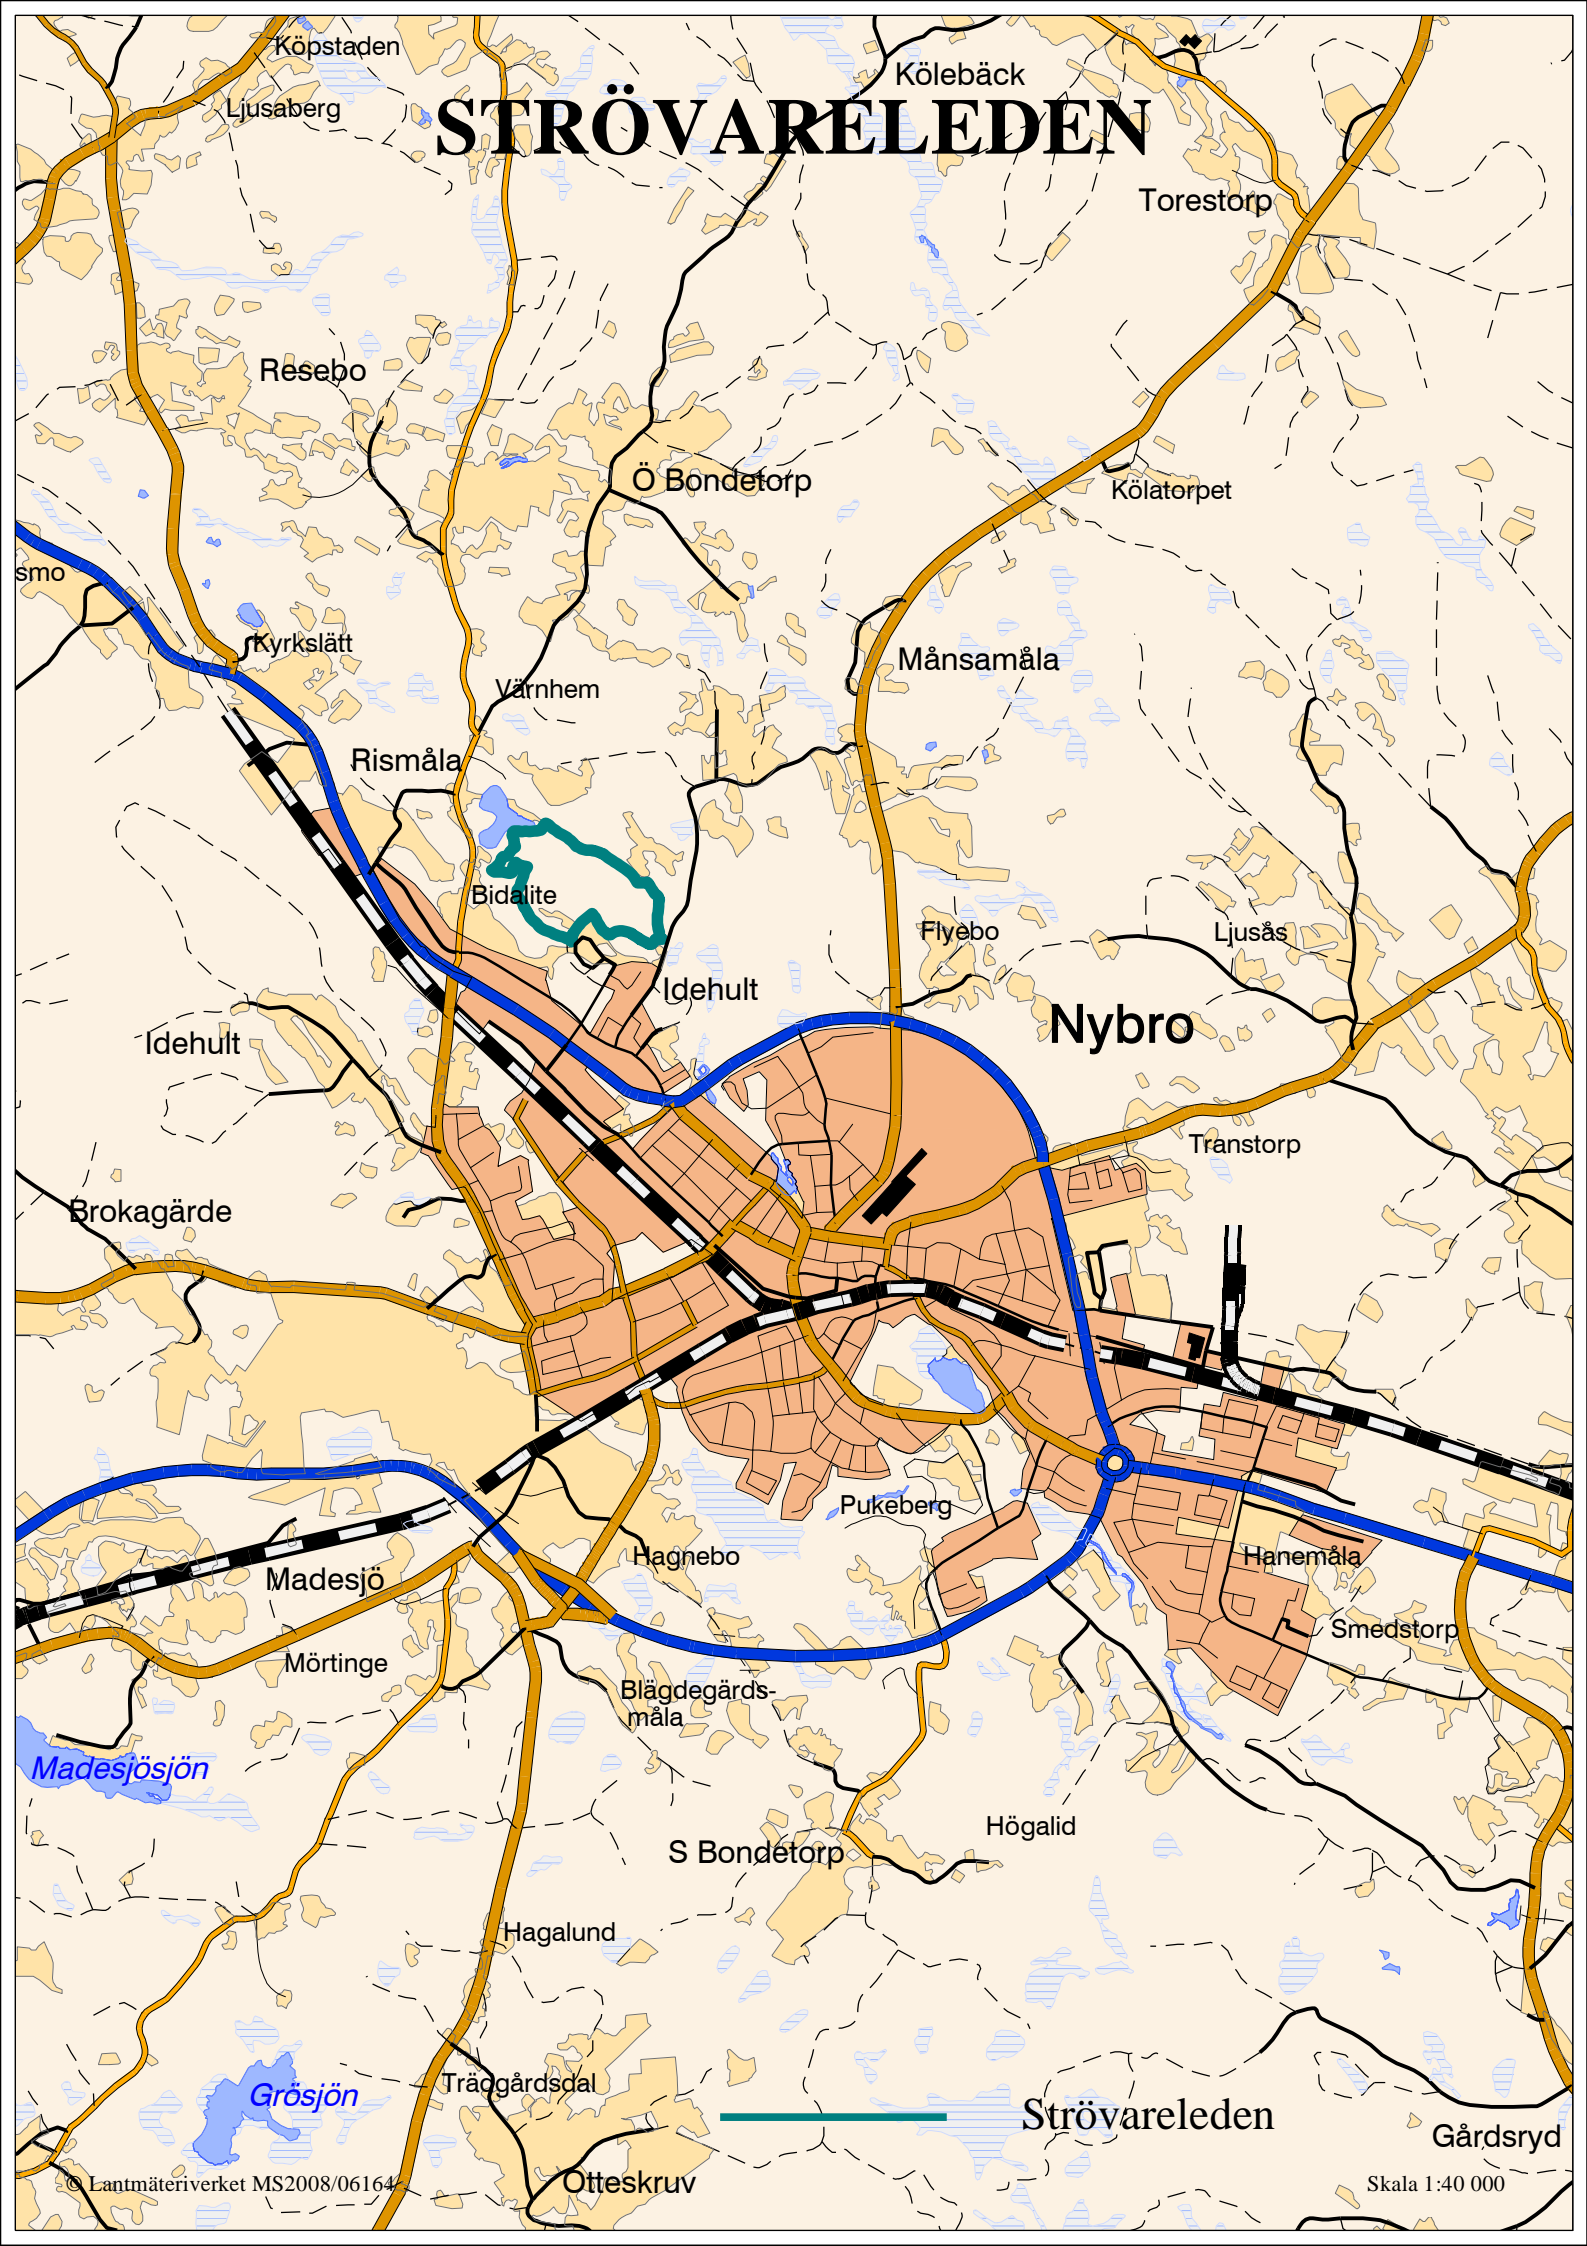 Köpstaden
Kölebäck
Ljusaberg
STRÖVARELEDEN
Torestorp
Resebo
Ö Bondetorp
Kölatorpet
smo
Kyrkslätt
Månsamåla
Värnhem
Rismåla
Bidalite
Flyebo
Ljusås
Idehult
Nybro
Idehult
Transtorp
Brokagärde
Pukeberg
Hagnebo
Hanemåla
Madesjö
Smedstorp
Mörtinge
Blägdegärds-
måla
Madesjösjön
Högalid
S Bondetorp
Hagalund
Trädgårdsdal
Grösjön
Strövareleden
Gårdsryd
Otteskruv
© Lantmäteriverket MS2008/06164
Skala 1:40 000